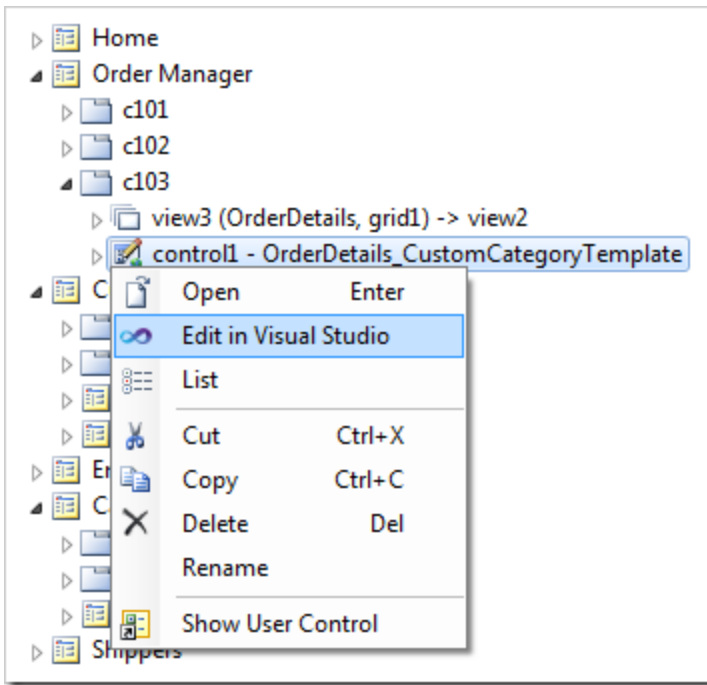 Home
Order Manager
c101
c102
c103
view3 (OrderDetails, grid1) -> view2
control1 - OrderDetails_CustomCategoryTemplate
C
Open Enter
Edit in Visual Studio
List
Cut Ctrl+X
Copy Ctrl+C
Delete Del
Rename
Show User Control
Shippers